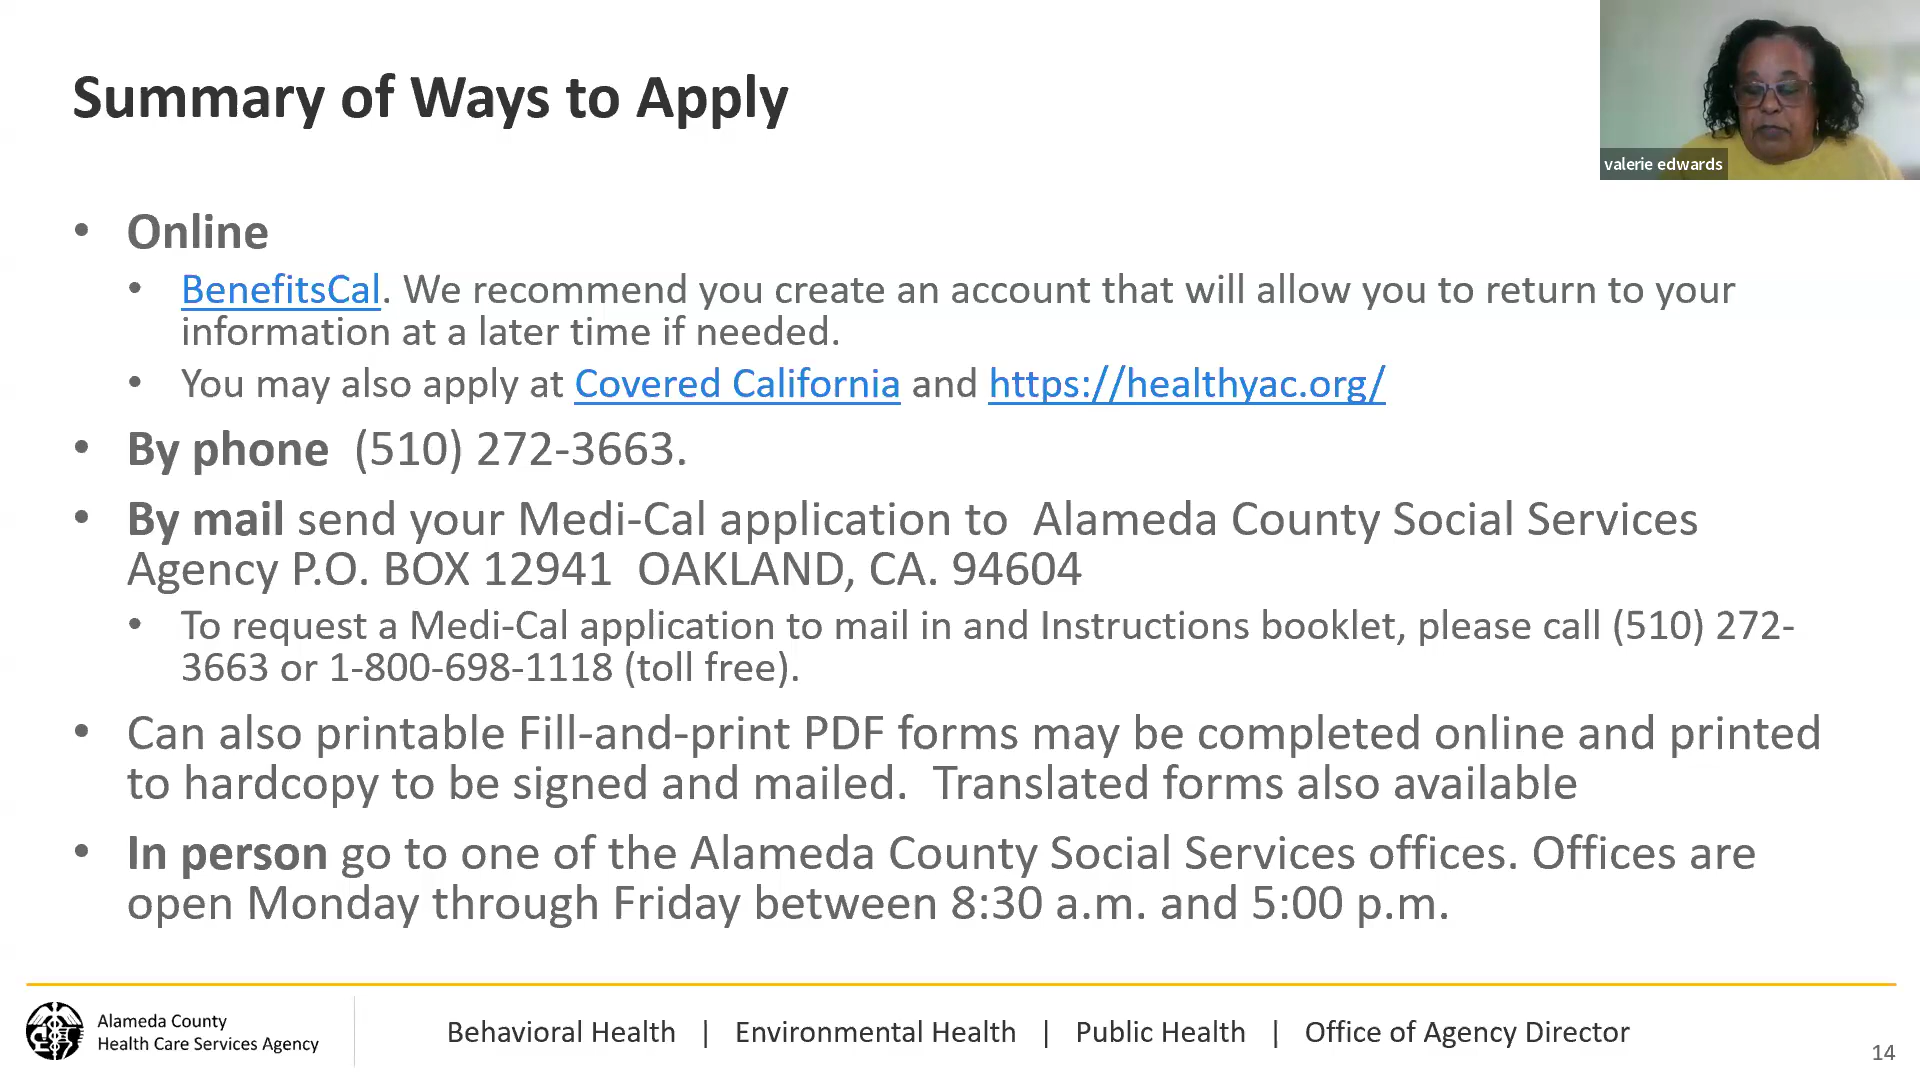 Summary of Ways to Apply
valerie edwards
• Online
• BenefitsCal. We recommend you create an account that will allow you to return to your
information at a later time if needed.
• You may also apply at Covered California and https://healthyac.org/
• By phone (510) 272-3663.
• By mail send your Medi-Cal application to Alameda County Social Services
Agency P.O. BOX 12941 OAKLAND, CA. 94604
• To request a Medi-Cal application to mail in and Instructions booklet, please call (510) 272-
3663 or 1-800-698-1118 (toll free).
• Can also printable Fill-and-print PDF forms may be completed online and printed
to hardcopy to be signed and mailed. Translated forms also available
• In person go to one of the Alameda County Social Services offices. Offices are
open Monday through Friday between 8:30 a.m. and 5:00 p.m.
Alameda County
Health Care Services Agency
Behavioral Health | Environmental Health | Public Health | Office of Agency Director
14